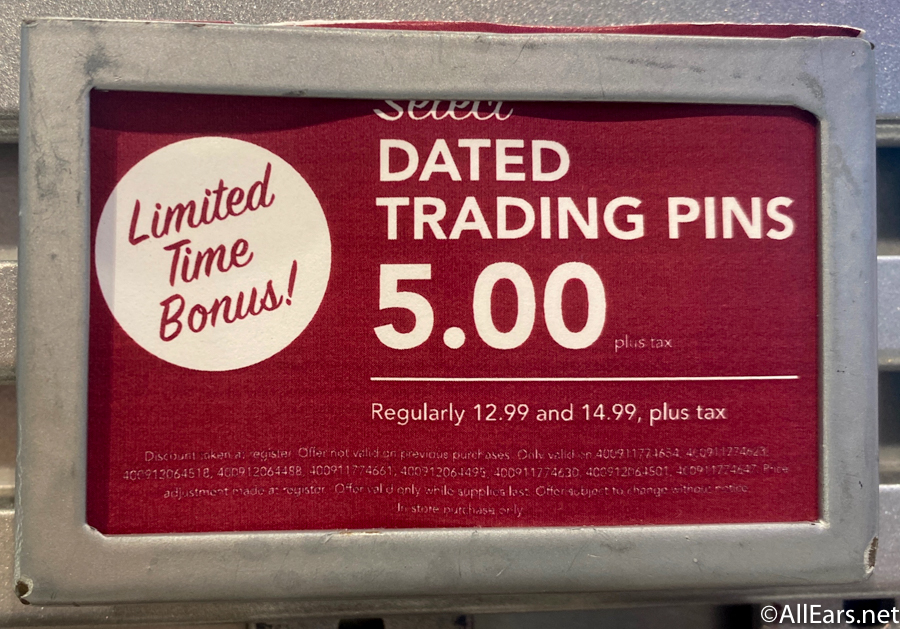 Select
DATED
TRADING PINS
5.00 plus tax
Limited
Time
Bonus!
Regularly 12.99 and 14.99, plus tax
Discount taken at register. Offer not valid on previous purchases. Only valid on 400911774654, 400911774623,
400912064518, 400912064488, 400911774661, 400912064495, 400911774630, 400912064501, 400911774647. Price
adjustment made at register. Offer valid only while supplies last. Offer subject to change without notice.
In-store purchase only.
©AllEars.net